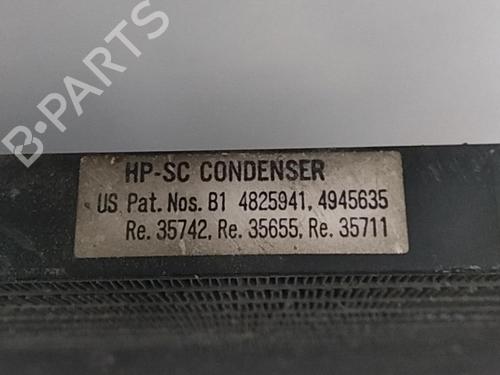 B-PARTS
HP-SC CONDENSER
US Pat. Nos. B1 4825941, 4945635
Re. 35742, Re. 35655, Re. 35711